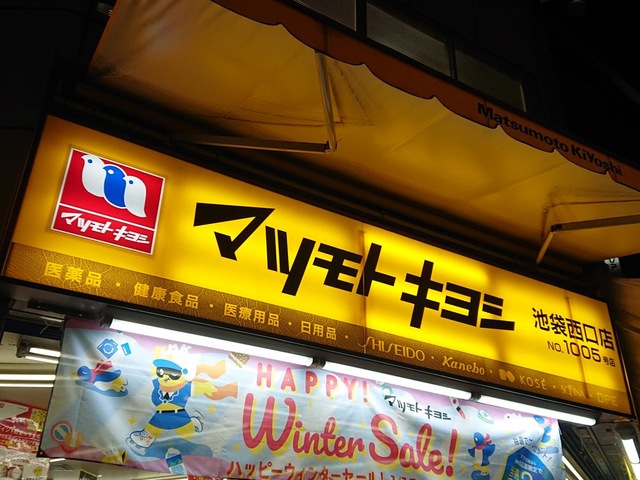 Matsumoto KiYoshi
マツモトキヨシ
マツモトキヨシ
池袋西口店
NO.1005号店
医薬品・健康食品・医療用品・日用品・SHISEIDO・Kanebo・KOSÉ・DPE
HAPPY!
マツモトキヨシ
Winter Sale!
ハッピーウィンターセール!